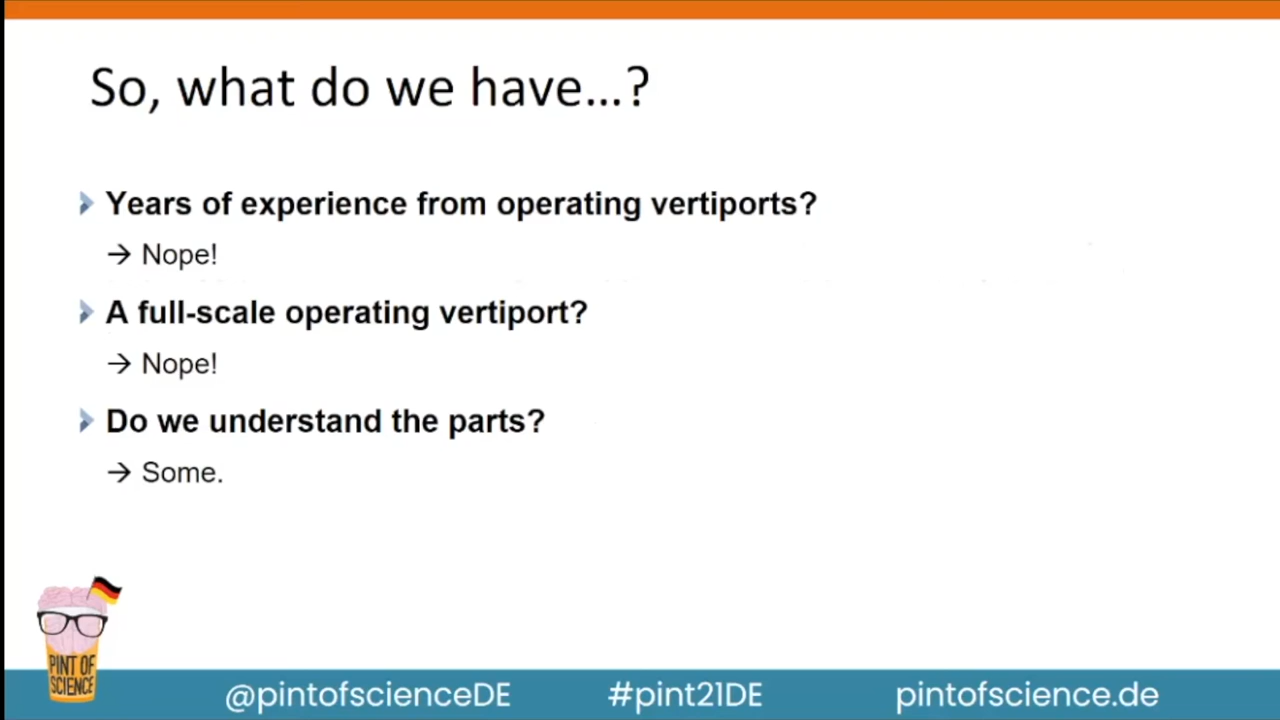 So, what do we have...?
Years of experience from operating vertiports?
→ Nope!
A full-scale operating vertiport?
→ Nope!
Do we understand the parts?
→ Some.
PINT OF
SCIENCE
@pintofscienceDE #pint21DE pintofscience.de